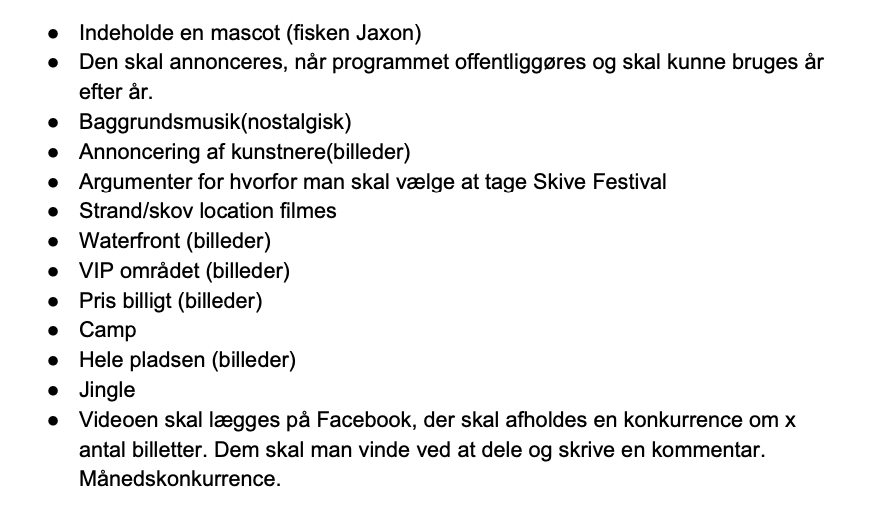 ● Indeholde en mascot (fisken Jaxon)
● Den skal annonceres, når programmet offentliggøres og skal kunne bruges år
efter år.
● Baggrundsmusik(nostalgisk)
● Annoncering af kunstnere(billeder)
● Argumenter for hvorfor man skal vælge at tage Skive Festival
● Strand/skov location filmes
● Waterfront (billeder)
● VIP området (billeder)
● Pris billigt (billeder)
● Camp
● Hele pladsen (billeder)
● Jingle
● Videoen skal lægges på Facebook, der skal afholdes en konkurrence om x
antal billetter. Dem skal man vinde ved at dele og skrive en kommentar.
Månedskonkurrence.